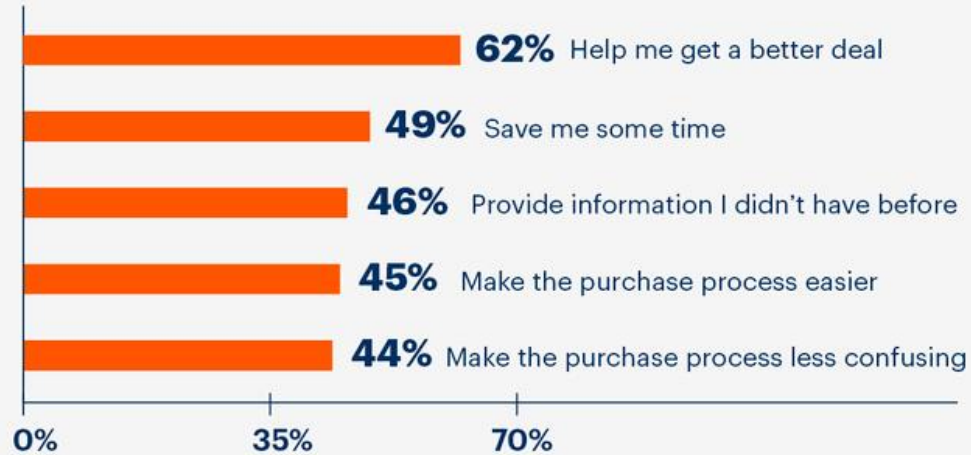 62% Help me get a better deal
49% Save me some time
46% Provide information I didn't have before
45% Make the purchase process easier
44% Make the purchase process less confusing
0% 35% 70%